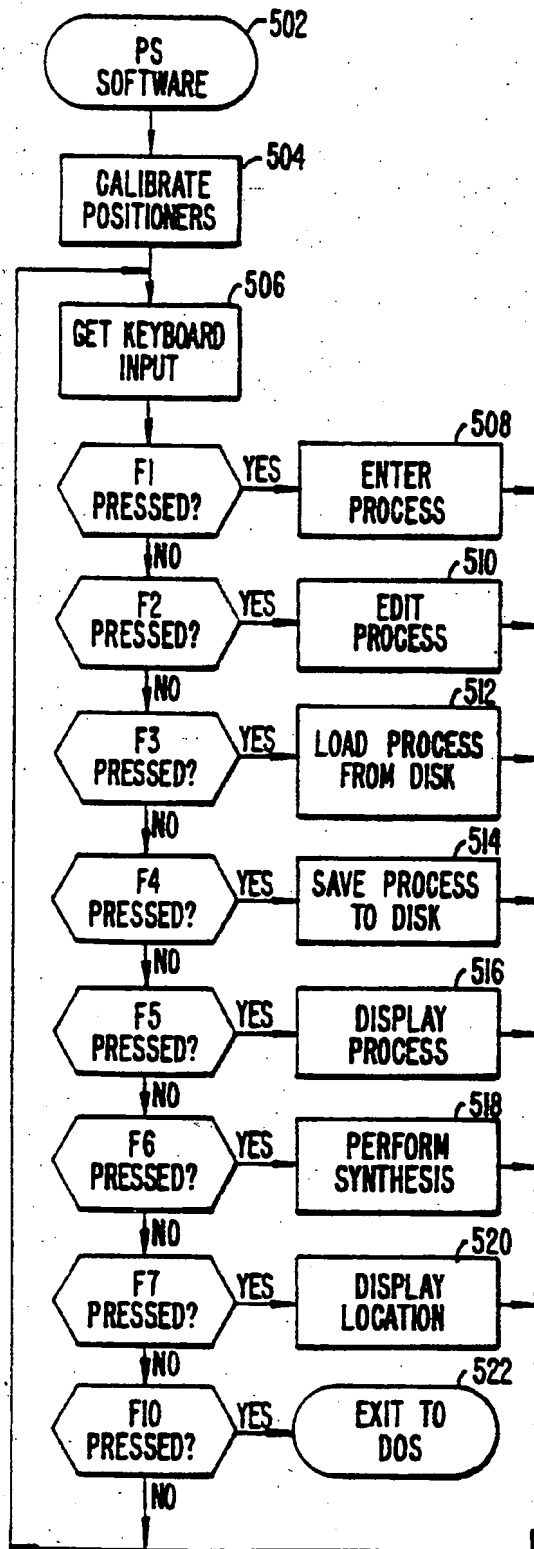 502
PS
SOFTWARE
504
CALIBRATE
POSITIONERS
506
GET KEYBOARD
INPUT
F1
PRESSED?
YES
508
ENTER
PROCESS
NO
F2
PRESSED?
YES
510
EDIT
PROCESS
NO
F3
PRESSED?
YES
512
LOAD PROCESS
FROM DISK
NO
F4
PRESSED?
YES
514
SAVE PROCESS
TO DISK
NO
F5
PRESSED?
YES
516
DISPLAY
PROCESS
NO
F6
PRESSED?
YES
518
PERFORM
SYNTHESIS
NO
F7
PRESSED?
YES
520
DISPLAY
LOCATION
NO
F10
PRESSED?
YES
522
EXIT TO
DOS
NO